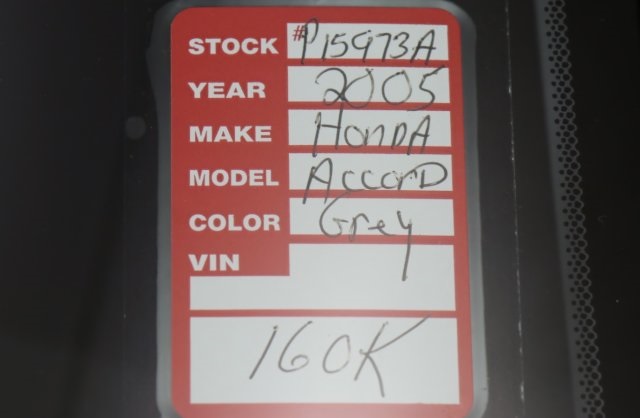 STOCK #P15973A
YEAR 2005
MAKE HONDA
MODEL ACCORD
COLOR Grey
VIN
160K